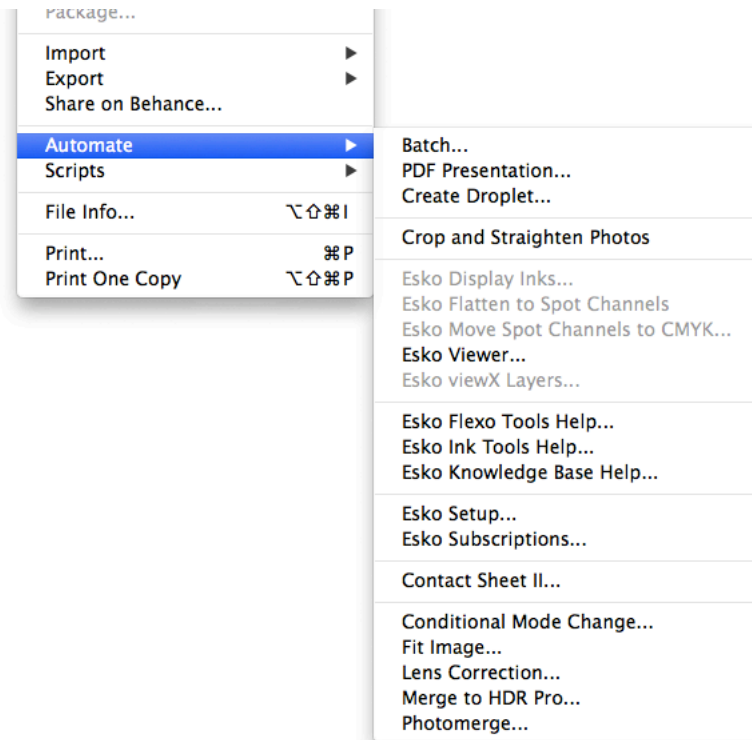 Package...
Import
Export
Share on Behance...
Automate
Scripts
File Info... ⌥⇧⌘I
Print... ⌘P
Print One Copy ⌥⇧⌘P
Batch...
PDF Presentation...
Create Droplet...
Crop and Straighten Photos
Esko Display Inks...
Esko Flatten to Spot Channels
Esko Move Spot Channels to CMYK...
Esko Viewer...
Esko viewX Layers...
Esko Flexo Tools Help...
Esko Ink Tools Help...
Esko Knowledge Base Help...
Esko Setup...
Esko Subscriptions...
Contact Sheet II...
Conditional Mode Change...
Fit Image...
Lens Correction...
Merge to HDR Pro...
Photomerge...